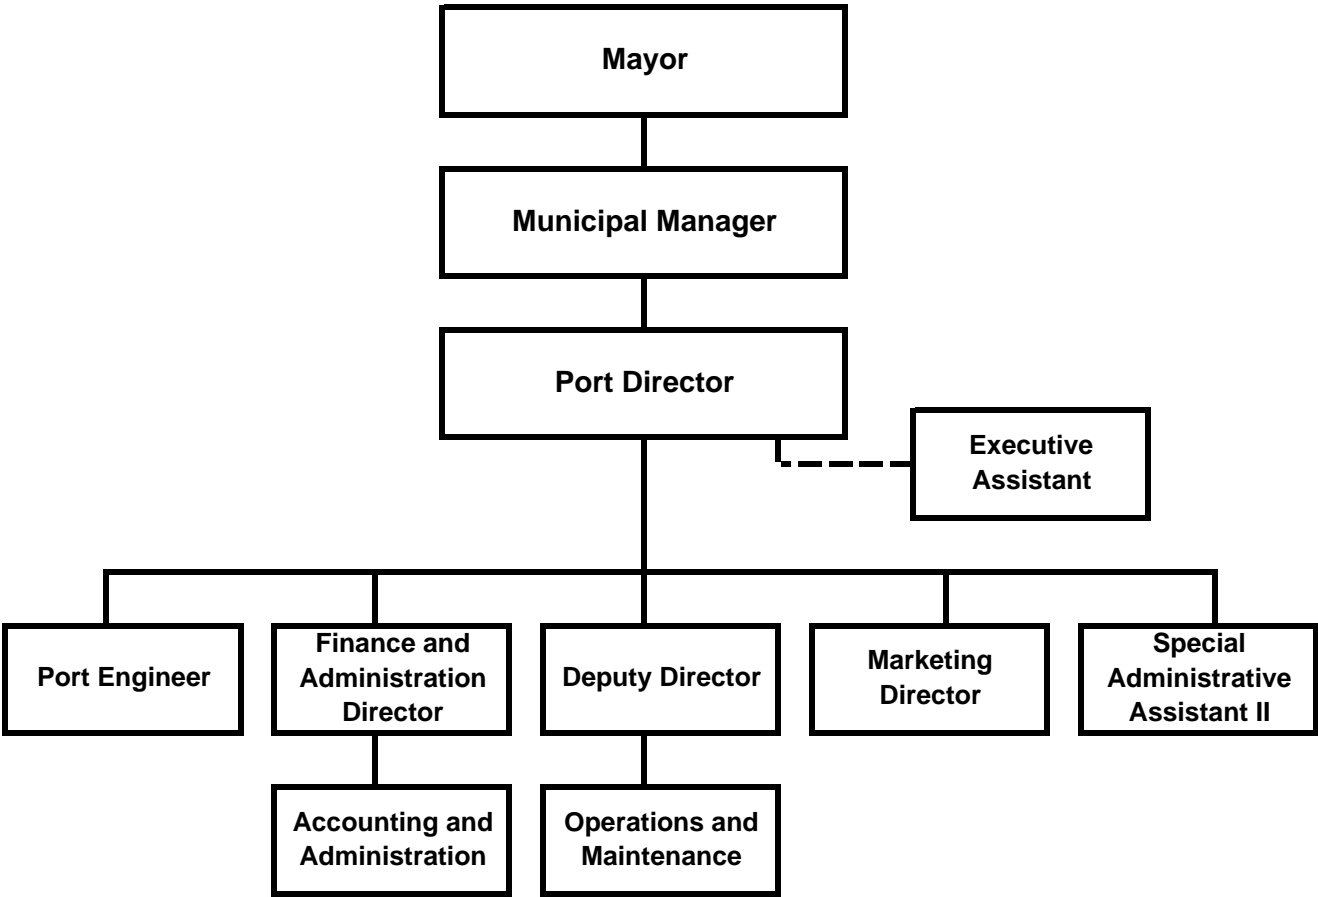 Mayor
Municipal Manager
Port Director
Executive
Assistant
Port Engineer
Finance and
Administration
Director
Deputy Director
Marketing
Director
Special
Administrative
Assistant II
Accounting and
Administration
Operations and
Maintenance